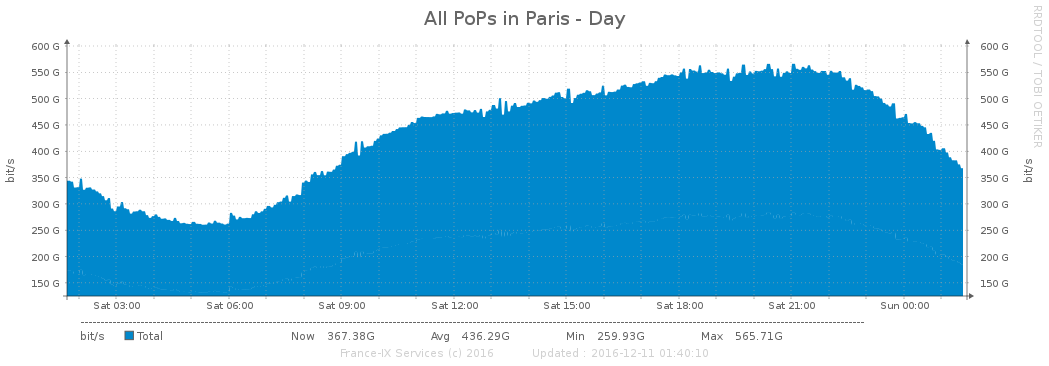 All PoPs in Paris - Day
RRDTOOL / TOBI OETIKER
600 G 600 G
550 G 550 G
500 G 500 G
450 G 450 G
400 G 400 G
350 G 350 G
300 G 300 G
250 G 250 G
200 G 200 G
150 G 150 G
bit/s bit/s
Sat 03:00 Sat 06:00 Sat 09:00 Sat 12:00 Sat 15:00 Sat 18:00 Sat 21:00 Sun 00:00
bit/s Total Now 367.38G Avg 436.29G Min 259.93G Max 565.71G
France-IX Services (c) 2016 Updated : 2016-12-11 01:40:10